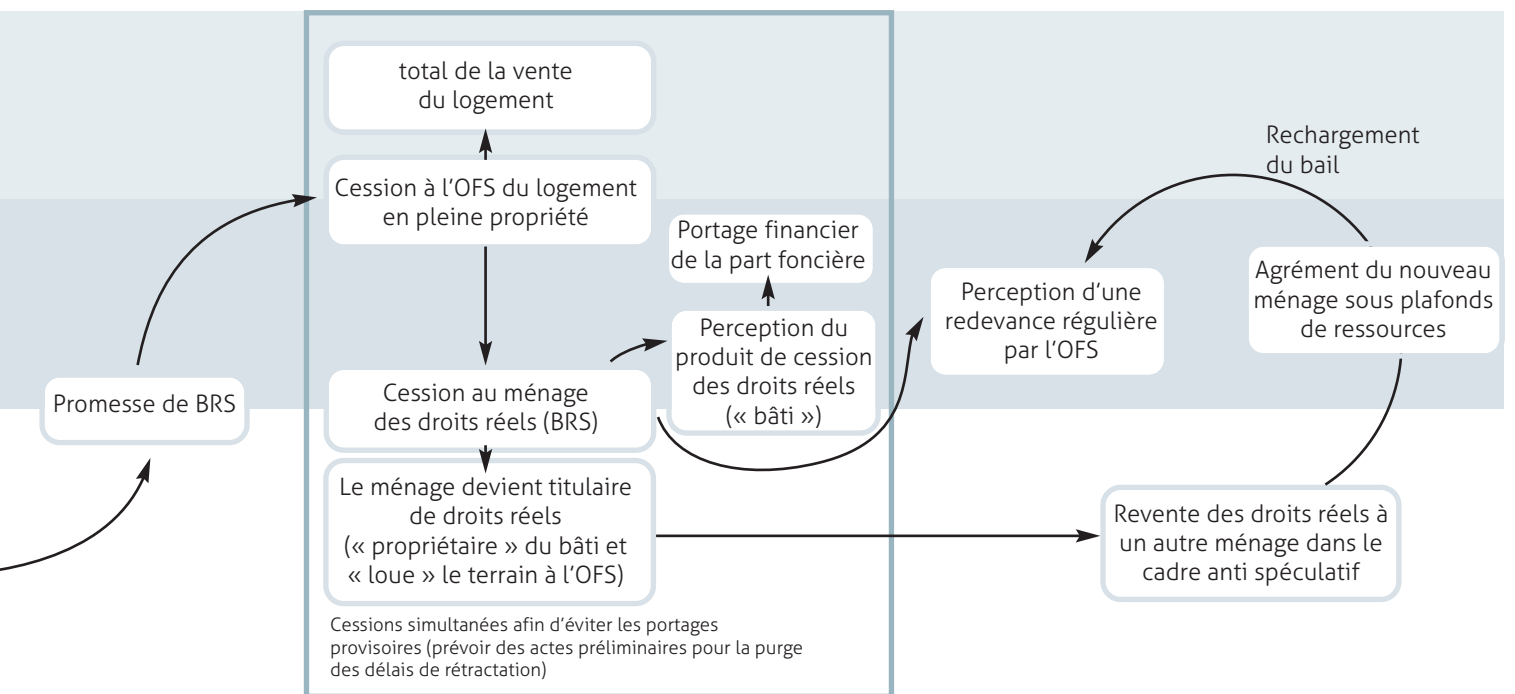 total de la vente
du logement
Cession à l'OFS du logement
en pleine propriété
Portage financier
de la part foncière
Perception du
produit de cession
des droits réels
(« bâti »)
Promesse de BRS
Cession au ménage
des droits réels (BRS)
Le ménage devient titulaire
de droits réels
(« propriétaire » du bâti et
« loue » le terrain à l'OFS)
Cessions simultanées afin d'éviter les portages
provisoires (prévoir des actes préliminaires pour la purge
des délais de rétractation)
Perception d'une
redevance régulière
par l'OFS
Rechargement
du bail
Agrément du nouveau
ménage sous plafonds
de ressources
Revente des droits réels à
un autre ménage dans le
cadre anti spéculatif